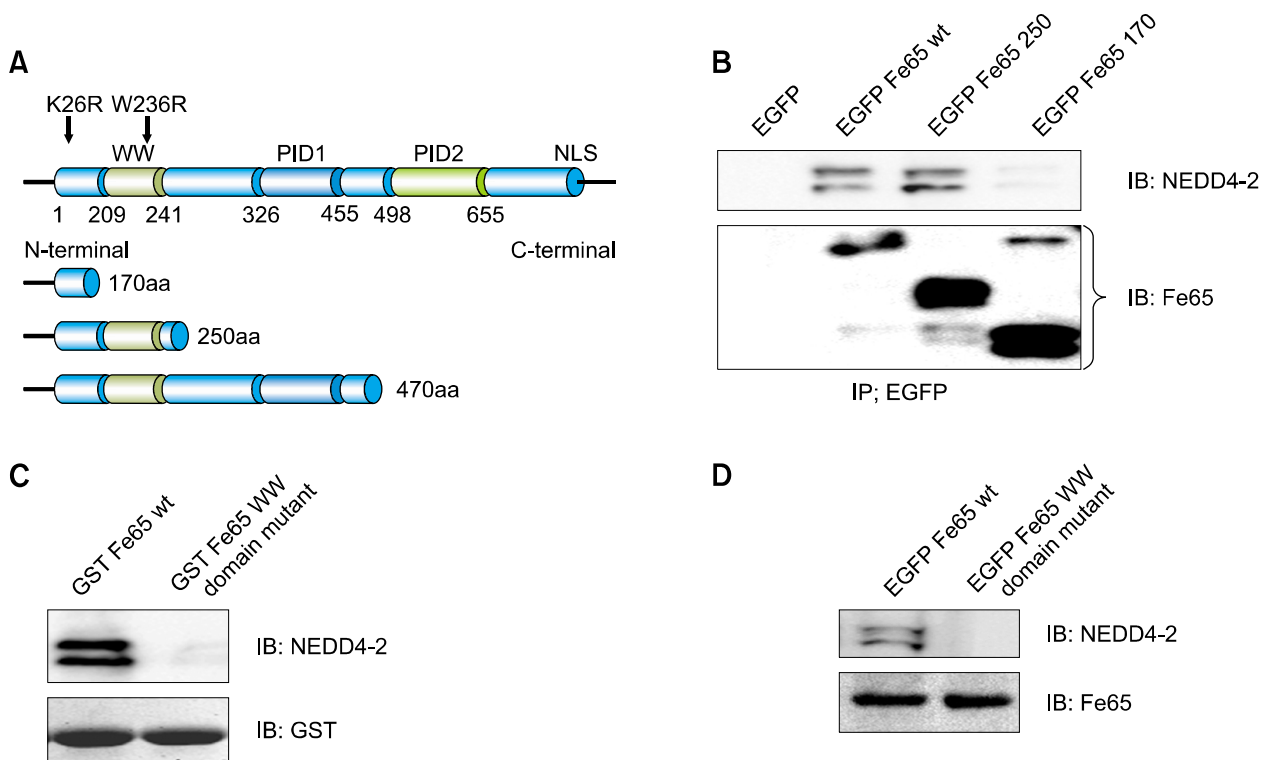 A
K26R W236R
WW PID1 PID2 NLS
1 209 241 326 455 498 655
N-terminal C-terminal
170aa
250aa
470aa
B
EGFP
EGFP Fe65 wt
EGFP Fe65 250
EGFP Fe65 170
IB: NEDD4-2
IB: Fe65
IP; EGFP
C
GST Fe65 wt
GST Fe65 WW
domain mutant
IB: NEDD4-2
IB: GST
D
EGFP Fe65 wt
EGFP Fe65 WW
domain mutant
IB: NEDD4-2
IB: Fe65